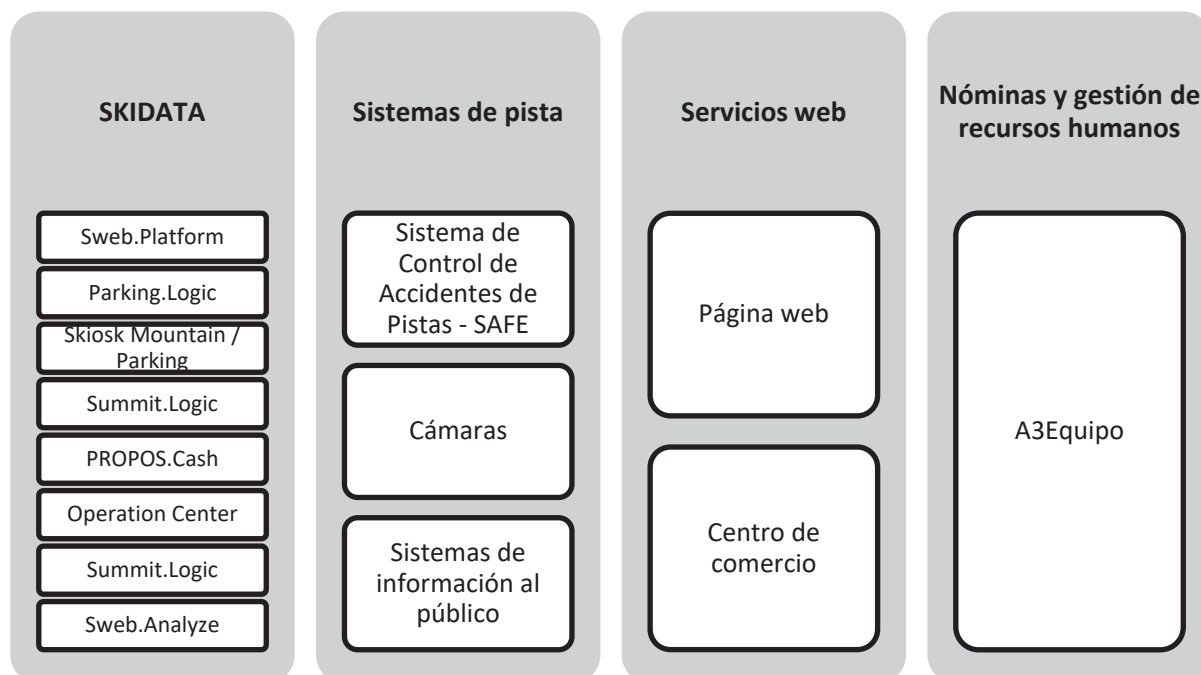 SKIDATA
Sweb.Platform
Parking.Logic
Skiosk Mountain /
Parking
Summit.Logic
PROPOS.Cash
Operation Center
Summit.Logic
Sweb.Analyze
Sistemas de pista
Sistema de
Control de
Accidentes de
Pistas - SAFE
Cámaras
Sistemas de
información al
público
Servicios web
Página web
Centro de
comercio
Nóminas y gestión de
recursos humanos
A3Equipo